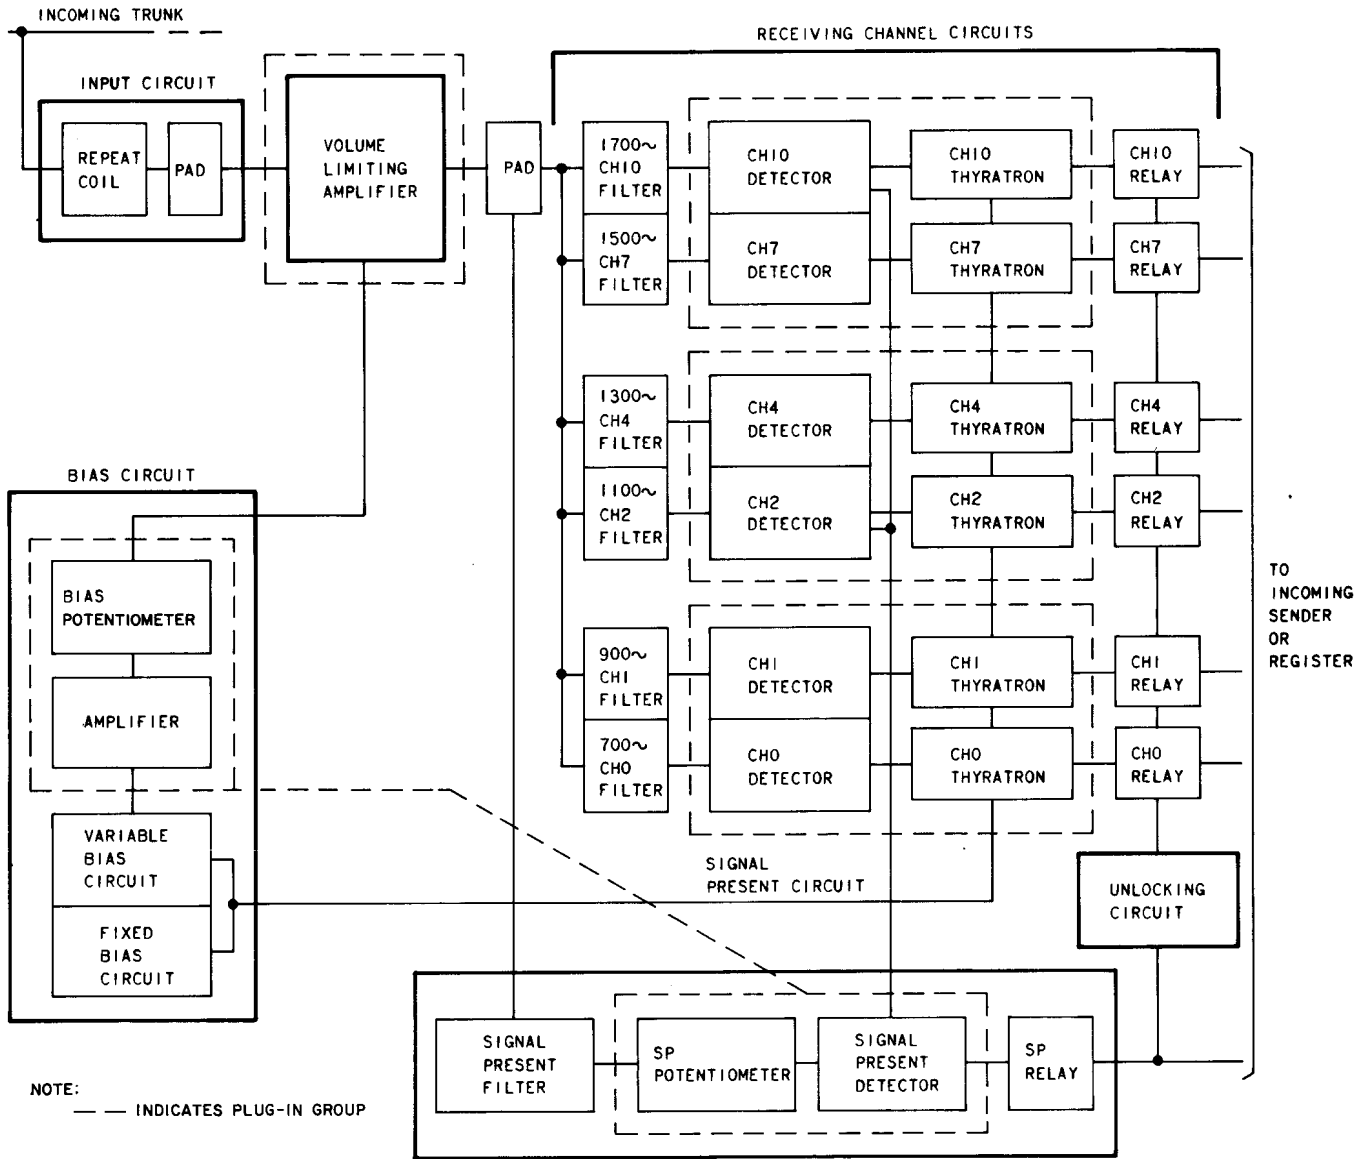 INCOMING TRUNK
RECEIVING CHANNEL CIRCUITS
INPUT CIRCUIT
REPEAT
COIL
PAD
VOLUME
LIMITING
AMPLIFIER
PAD
1700~
CH10
FILTER
CH10
DETECTOR
CH10
THYRATRON
CH10
RELAY
1500~
CH7
FILTER
CH7
DETECTOR
CH7
THYRATRON
CH7
RELAY
1300~
CH4
FILTER
CH4
DETECTOR
CH4
THYRATRON
CH4
RELAY
1100~
CH2
FILTER
CH2
DETECTOR
CH2
THYRATRON
CH2
RELAY
900~
CH1
FILTER
CH1
DETECTOR
CH1
THYRATRON
CH1
RELAY
700~
CH0
FILTER
CH0
DETECTOR
CH0
THYRATRON
CH0
RELAY
TO
INCOMING
SENDER
OR
REGISTER
BIAS CIRCUIT
BIAS
POTENTIOMETER
AMPLIFIER
VARIABLE
BIAS
CIRCUIT
FIXED
BIAS
CIRCUIT
SIGNAL
PRESENT CIRCUIT
UNLOCKING
CIRCUIT
SIGNAL
PRESENT
FILTER
SP
POTENTIOMETER
SIGNAL
PRESENT
DETECTOR
SP
RELAY
NOTE:
— — INDICATES PLUG-IN GROUP